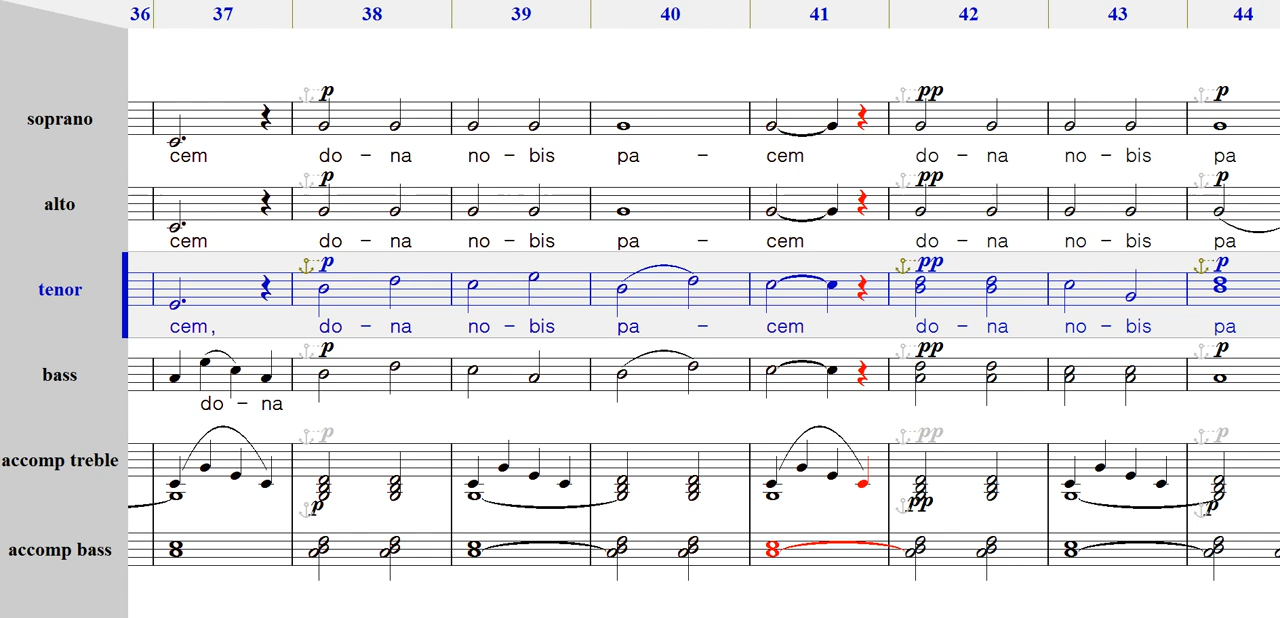 36 37 38 39 40 41 42 43 44
p pp p
soprano
cem do – na no – bis pa – cem do – na no – bis pa
p pp p
alto
cem do – na no – bis pa – cem do – na no – bis pa
p pp p
tenor
cem, do – na no – bis pa – cem do – na no – bis pa
p pp p
bass
do – na
p pp p
accomp treble
p pp p
accomp bass